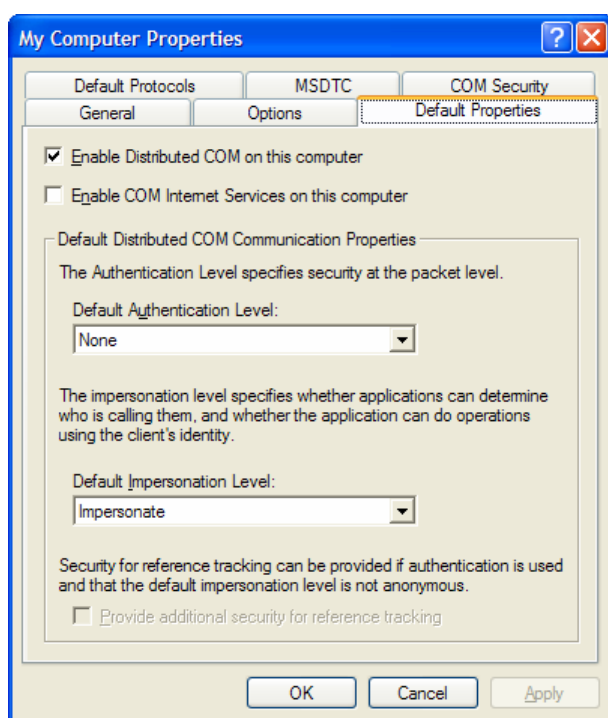 My Computer Properties
Default Protocols MSDTC COM Security
General Options Default Properties
Enable Distributed COM on this computer
Enable COM Internet Services on this computer
Default Distributed COM Communication Properties
The Authentication Level specifies security at the packet level.
Default Authentication Level:
None
The impersonation level specifies whether applications can determine
who is calling them, and whether the application can do operations
using the client's identity.
Default Impersonation Level:
Impersonate
Security for reference tracking can be provided if authentication is used
and that the default impersonation level is not anonymous.
Provide additional security for reference tracking
OK Cancel Apply